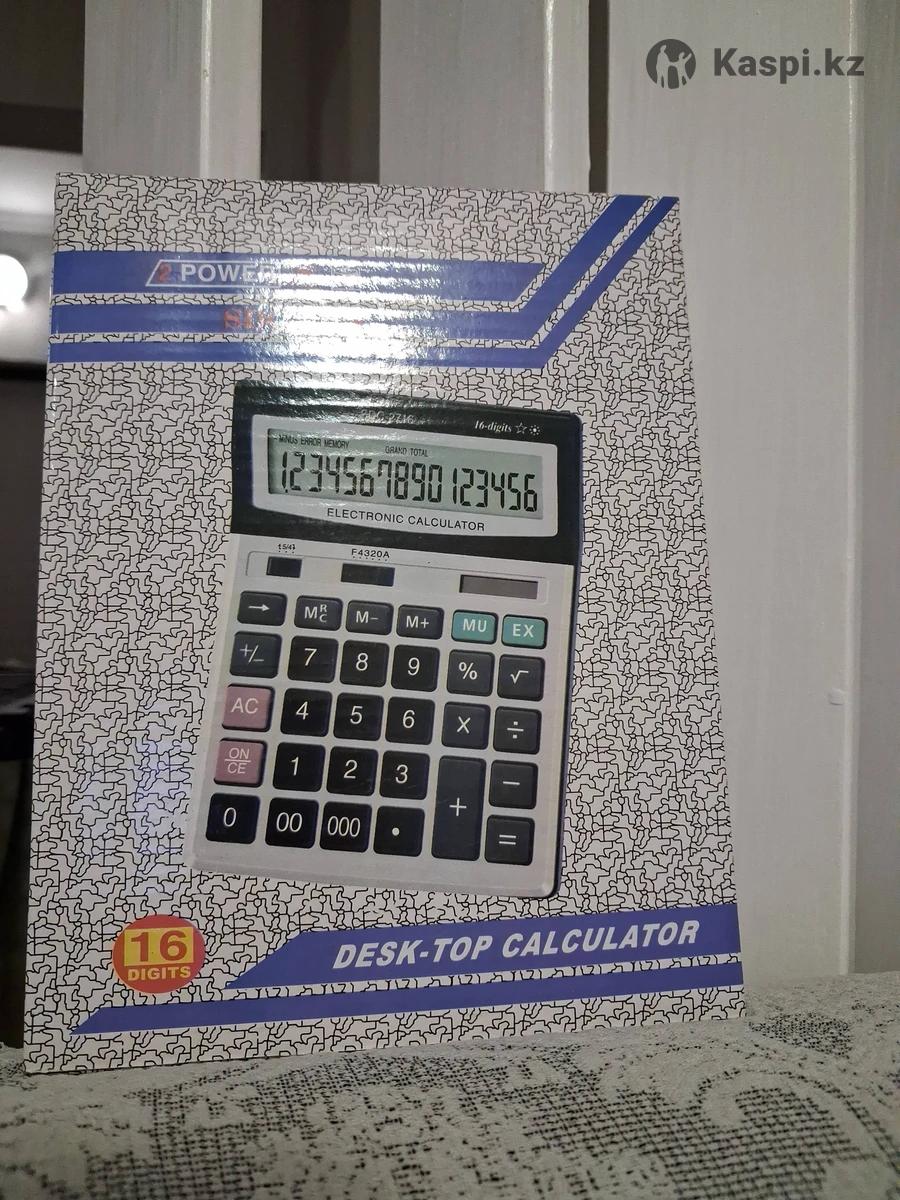 Kaspi.kz
2 POWER
16-digits
MINUS ERROR MEMORY
GRAND TOTAL
1234567890123456
ELECTRONIC CALCULATOR
F4320A
→ MRC M− M+ MU EX
+/− 7 8 9 % √
AC 4 5 6 X ÷
ON/CE 1 2 3 + −
0 00 000 • =
16
DIGITS
DESK-TOP CALCULATOR